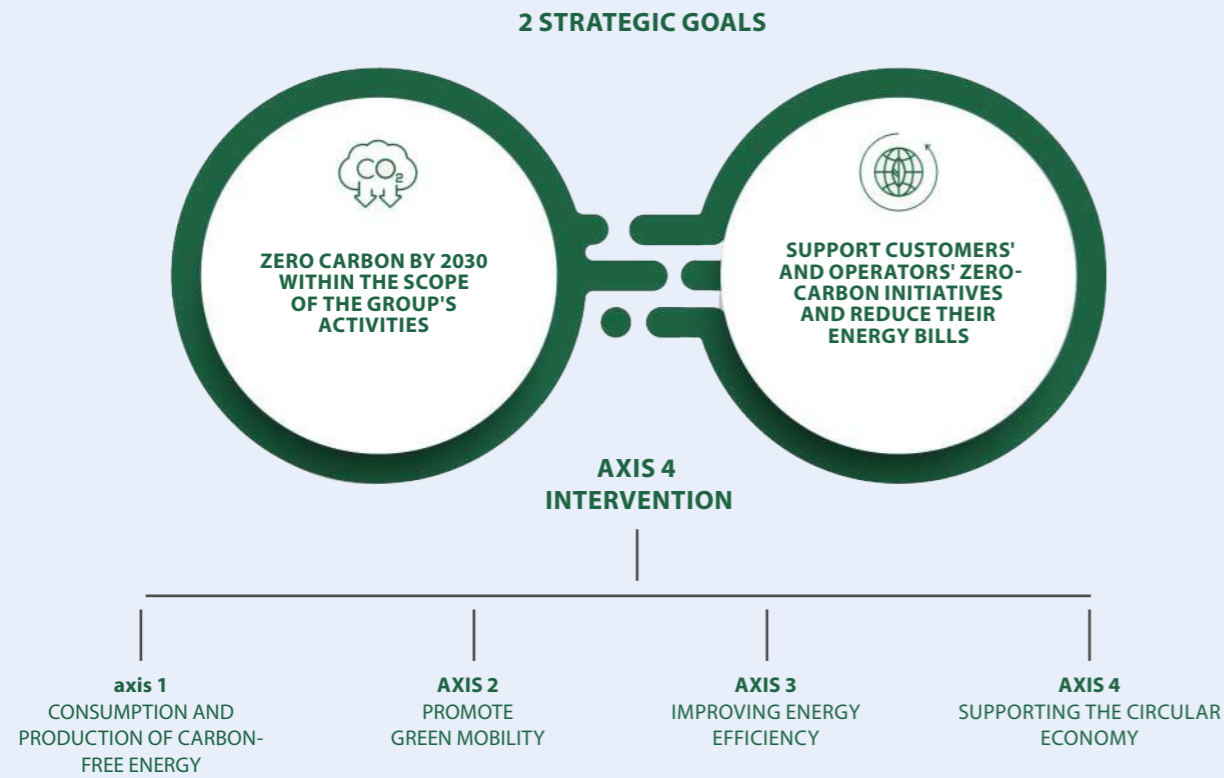 2 STRATEGIC GOALS
CO2
ZERO CARBON BY 2030
WITHIN THE SCOPE
OF THE GROUP'S
ACTIVITIES
SUPPORT CUSTOMERS'
AND OPERATORS' ZERO-
CARBON INITIATIVES
AND REDUCE THEIR
ENERGY BILLS
AXIS 4
INTERVENTION
axis 1
CONSUMPTION AND
PRODUCTION OF CARBON-
FREE ENERGY
AXIS 2
PROMOTE
GREEN MOBILITY
AXIS 3
IMPROVING ENERGY
EFFICIENCY
AXIS 4
SUPPORTING THE CIRCULAR
ECONOMY